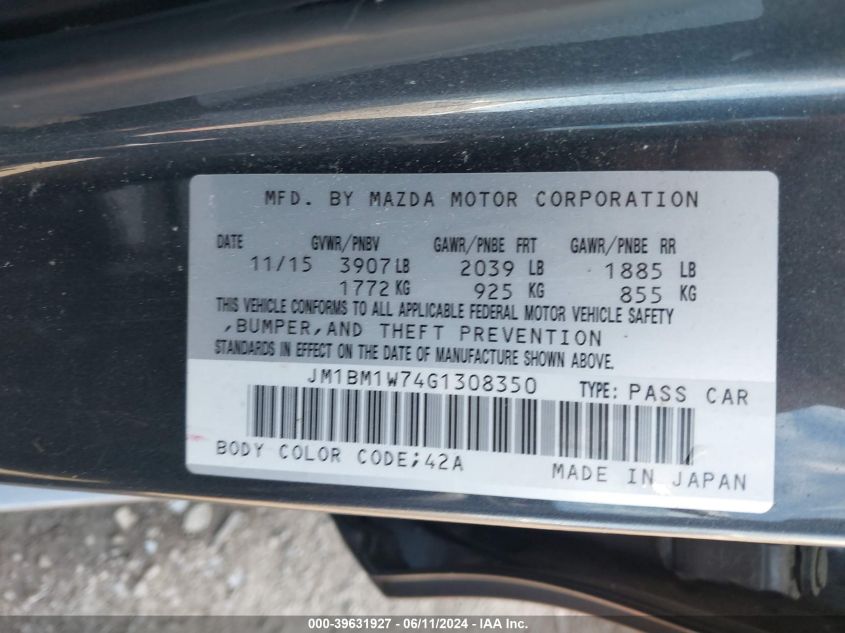 MFD. BY MAZDA MOTOR CORPORATION
DATE GVWR/PNBV GAWR/PNBE FRT GAWR/PNBE RR
11/15 3907 LB 2039 LB 1885 LB
1772 KG 925 KG 855 KG
THIS VEHICLE CONFORMS TO ALL APPLICABLE FEDERAL MOTOR VEHICLE SAFETY
,BUMPER,AND THEFT PREVENTION
STANDARDS IN EFFECT ON THE DATE OF MANUFACTURE SHOWN ABOVE.
JM1BM1W74G1308350 TYPE: PASS CAR
BODY COLOR CODE;42A
MADE IN JAPAN
000-39631927 - 06/11/2024 - IAA Inc.